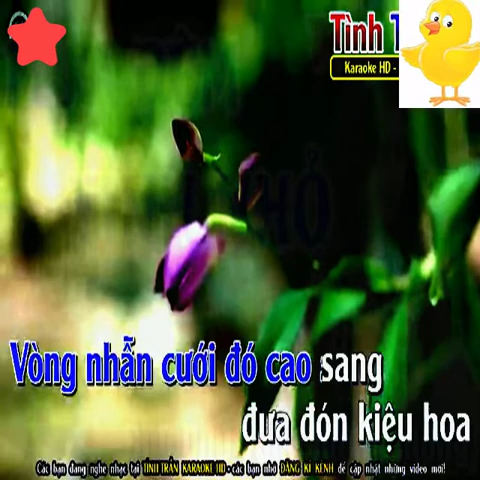 Tình T
Karaoke HD -
Vòng nhẫn cưới đó cao sang
đưa đón kiệu hoa
Các bạn đang nghe nhạc tại TÌNH TRẦN KARAOKE HD - các bạn nhớ ĐĂNG KÍ KÊNH để cập nhật những video mới!